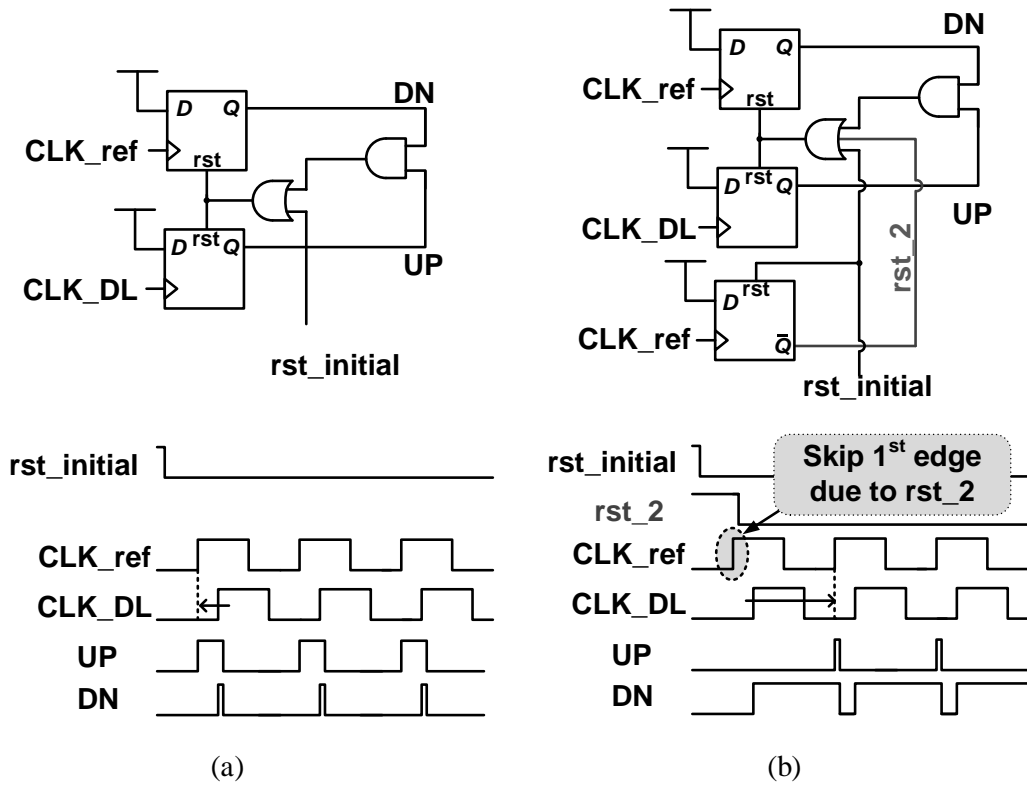 D Q
DN
CLK_ref
rst
rst
D Q
UP
CLK_DL
rst_initial
DN
D Q
CLK_ref
rst
rst
D Q
UP
CLK_DL
rst_2
rst
D
CLK_ref
Q̅
rst_initial
rst_initial
CLK_ref
CLK_DL
UP
DN
(a)
rst_initial
Skip 1st edge
due to rst_2
rst_2
CLK_ref
CLK_DL
UP
DN
(b)